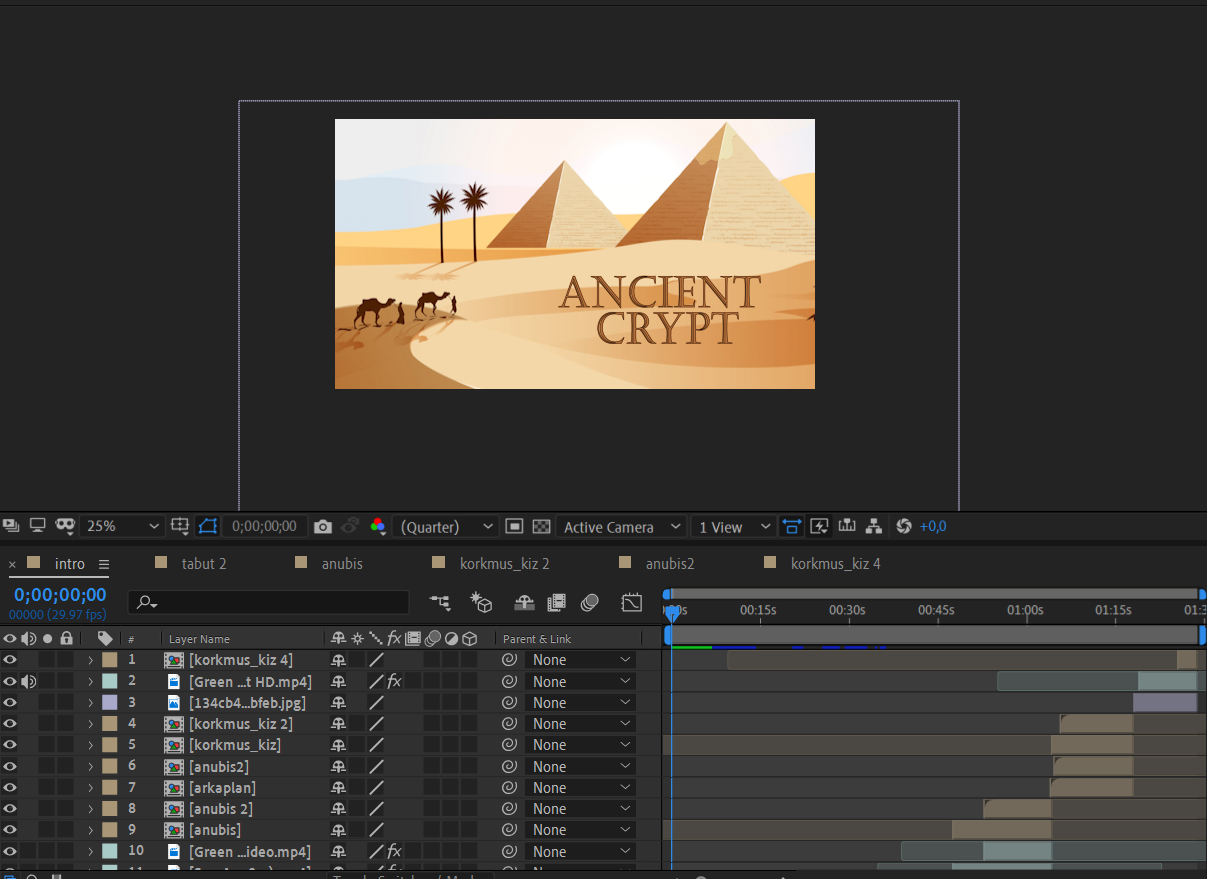 ANCIENT
CRYPT
25%
0;00;00;00
(Quarter)
Active Camera
1 View
+0,0
intro
tabut 2
anubis
korkmus_kiz 2
anubis2
korkmus_kiz 4
0;00;00;00
00000 (29.97 fps)
00:15s
00:30s
00:45s
01:00s
01:15s
# Layer Name
Parent & Link
1 [korkmus_kiz 4] None
2 [Green ...t HD.mp4] fx None
3 [134cb4...bfeb.jpg] None
4 [korkmus_kiz 2] None
5 [korkmus_kiz] None
6 [anubis2] None
7 [arkaplan] None
8 [anubis 2] None
9 [anubis] None
10 [Green ...ideo.mp4] fx None